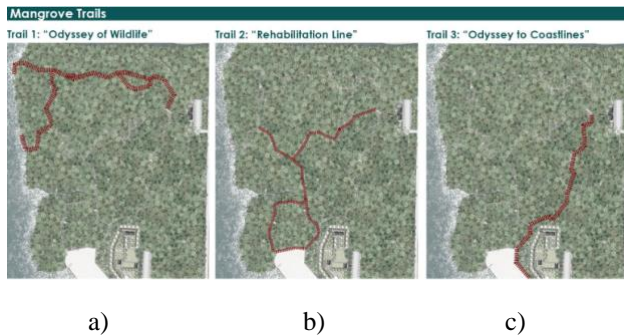 Mangrove Trails
Trail 1: “Odyssey of Wildlife”
Trail 2: “Rehabilitation Line”
Trail 3: “Odyssey to Coastlines”
a)
b)
c)